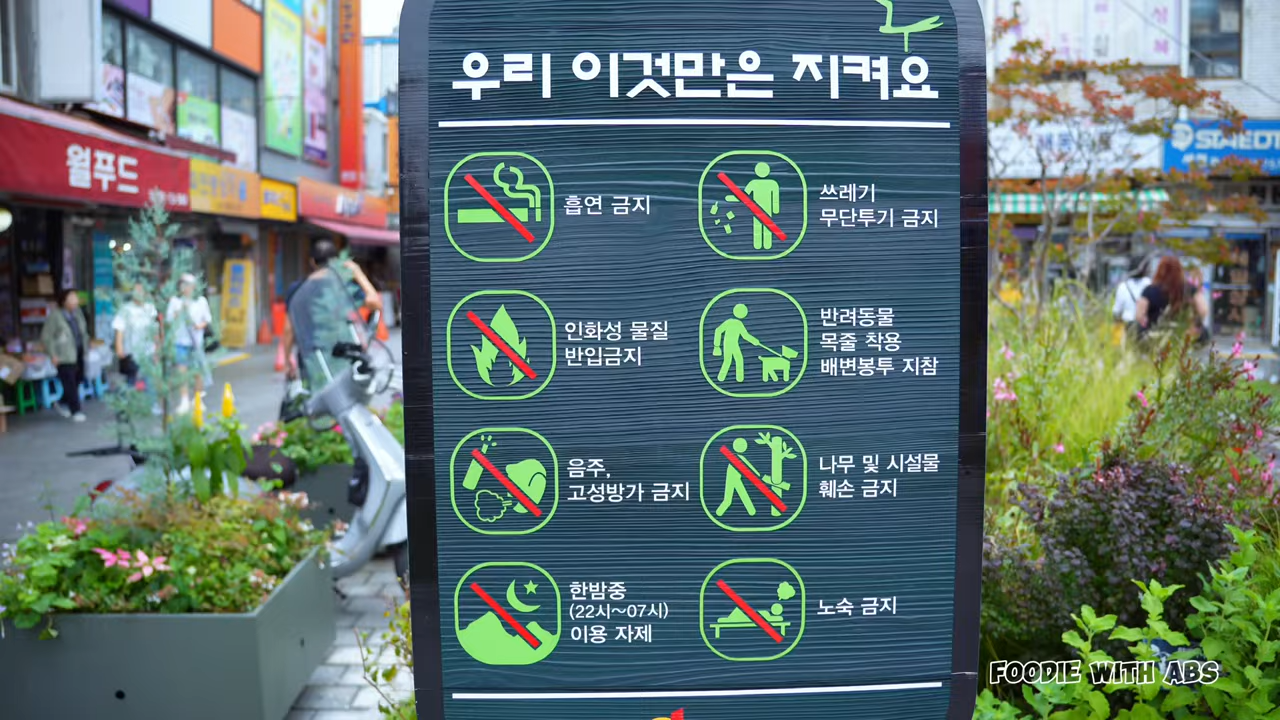 우리 이것만은 지켜요
흡연 금지
쓰레기
무단투기 금지
인화성 물질
반입금지
반려동물
목줄 착용
배변봉투 지참
음주,
고성방가 금지
나무 및 시설물
훼손 금지
한밤중
(22시~07시)
이용 자제
노숙 금지
월푸드
FOODIE WITH ABS